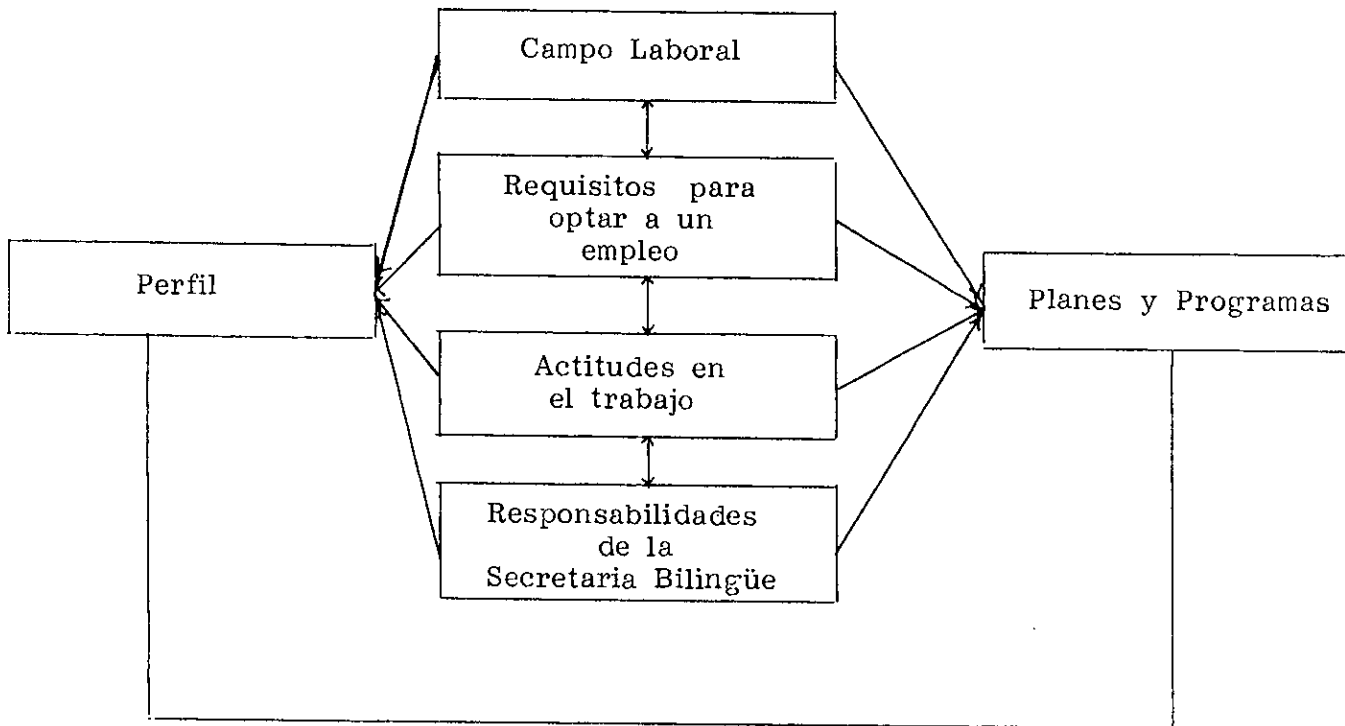 Campo Laboral
Requisitos para
optar a un
empleo
Perfil
Planes y Programas
Actitudes en
el trabajo
Responsabilidades
de la
Secretaria Bilingüe